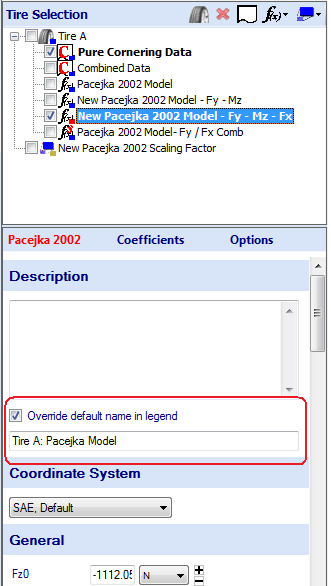 Tire Selection
f(x)
Tire A
Pure Cornering Data
Combined Data
Pacejka 2002 Model
New Pacejka 2002 Model - Fy - Mz
New Pacejka 2002 Model - Fy - Mz - Fx
Pacejka 2002 Model- Fy / Fx Comb
New Pacejka 2002 Scaling Factor
Pacejka 2002 Coefficients Options
Description
Override default name in legend
Tire A: Pacejka Model
Coordinate System
SAE, Default
General
Fz0 -1112.05 N